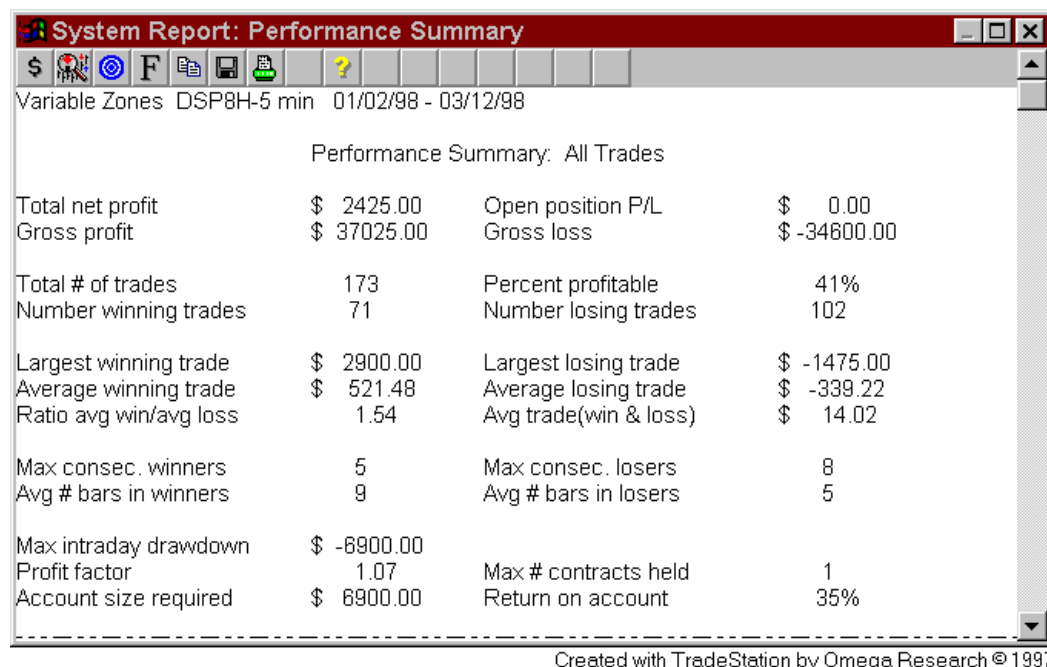 System Report: Performance Summary
$ F ?
Variable Zones DSP8H-5 min 01/02/98 - 03/12/98
Performance Summary: All Trades
Total net profit $ 2425.00 Open position P/L $ 0.00
Gross profit $ 37025.00 Gross loss $ -34600.00
Total # of trades 173 Percent profitable 41%
Number winning trades 71 Number losing trades 102
Largest winning trade $ 2900.00 Largest losing trade $ -1475.00
Average winning trade $ 521.48 Average losing trade $ -339.22
Ratio avg win/avg loss 1.54 Avg trade(win & loss) $ 14.02
Max consec. winners 5 Max consec. losers 8
Avg # bars in winners 9 Avg # bars in losers 5
Max intraday drawdown $ -6900.00
Profit factor 1.07 Max # contracts held 1
Account size required $ 6900.00 Return on account 35%
Created with TradeStation by Omega Research ©